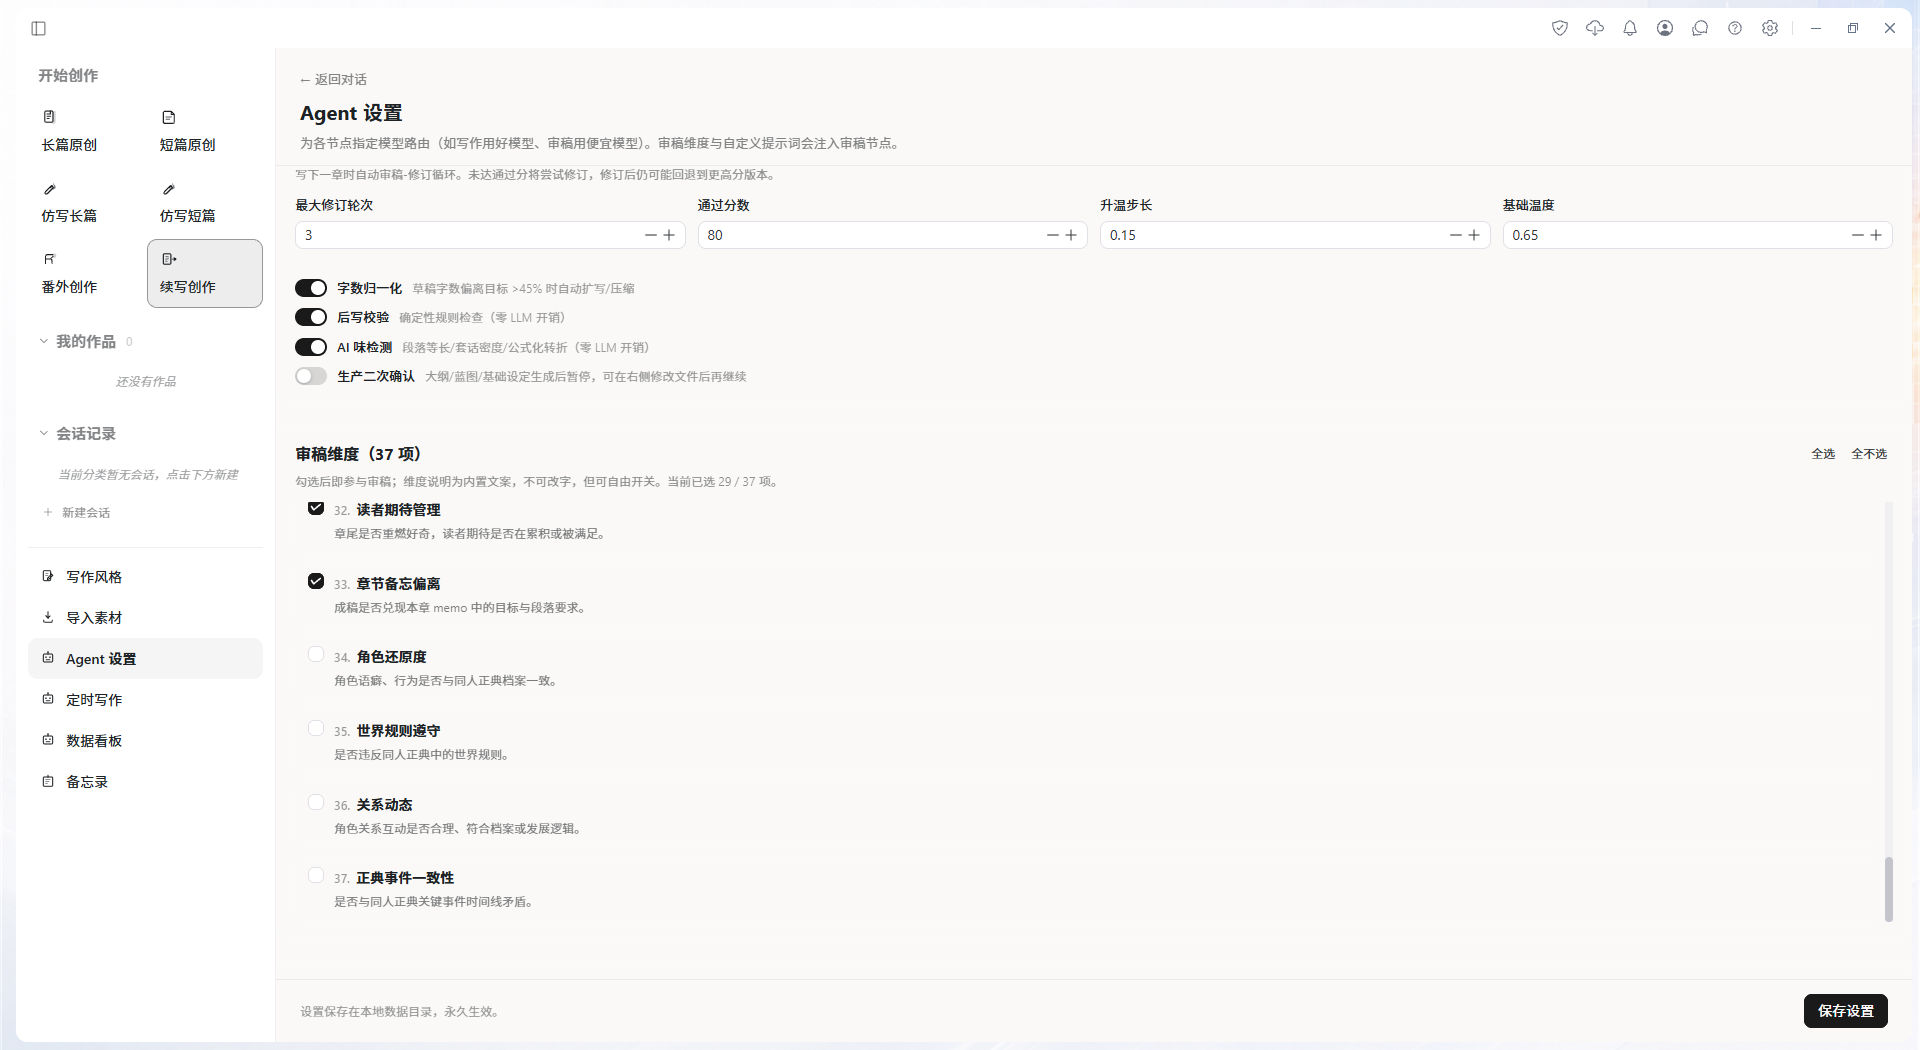 开始创作
长篇原创
短篇原创
仿写长篇
仿写短篇
番外创作
续写创作
我的作品 0
还没有作品
会话记录
当前分类暂无会话，点击下方新建
+ 新建会话
写作风格
导入素材
Agent 设置
定时写作
数据看板
备忘录
← 返回对话
Agent 设置
为各节点指定模型路由（如写作用好模型、审稿用便宜模型）。审稿维度与自定义提示词会注入审稿节点。
写下一章时自动审稿-修订循环。未达通过分将尝试修订，修订后仍可能回退到更高分版本。
最大修订轮次
3
通过分数
80
升温步长
0.15
基础温度
0.65
字数归一化 草稿字数偏离目标 >45% 时自动扩写/压缩
后写校验 确定性规则检查（零 LLM 开销）
AI 味检测 段落等长/套话密度/公式化转折（零 LLM 开销）
生产二次确认 大纲/蓝图/基础设定生成后暂停，可在右侧修改文件后再继续
审稿维度（37 项）
全选 全不选
勾选后即参与审稿；维度说明为内置文案，不可改字，但可自由开关。当前已选 29 / 37 项。
32. 读者期待管理
章尾是否重燃好奇，读者期待是否在累积或被满足。
33. 章节备忘偏离
成稿是否兑现本章 memo 中的目标与段落要求。
34. 角色还原度
角色语癖、行为是否与同人正典档案一致。
35. 世界规则遵守
是否违反同人正典中的世界规则。
36. 关系动态
角色关系互动是否合理、符合档案或发展逻辑。
37. 正典事件一致性
是否与同人正典关键事件时间线矛盾。
设置保存在本地数据目录，永久生效。
保存设置